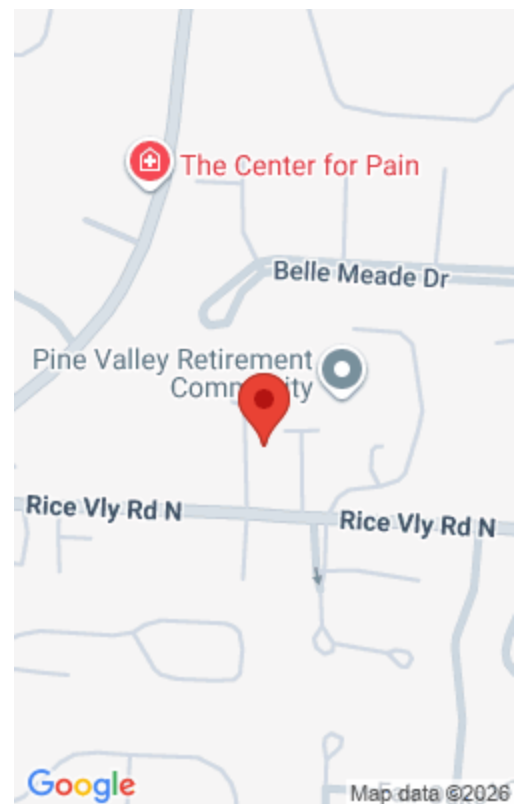 The Center for Pain
Belle Meade Dr
Pine Valley Retirement
Rice Vly Rd N
Rice Vly Rd N
Google
Map data ©2026